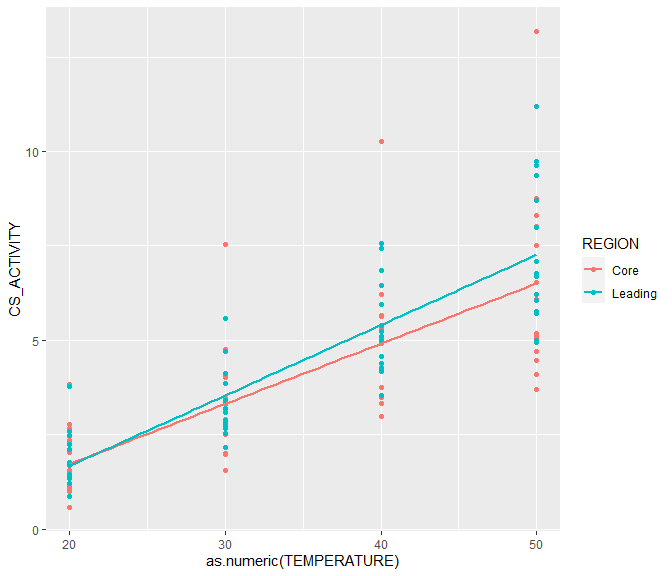 CS_ACTIVITY
10
5
0
20
30
40
50
as.numeric(TEMPERATURE)
REGION
Core
Leading